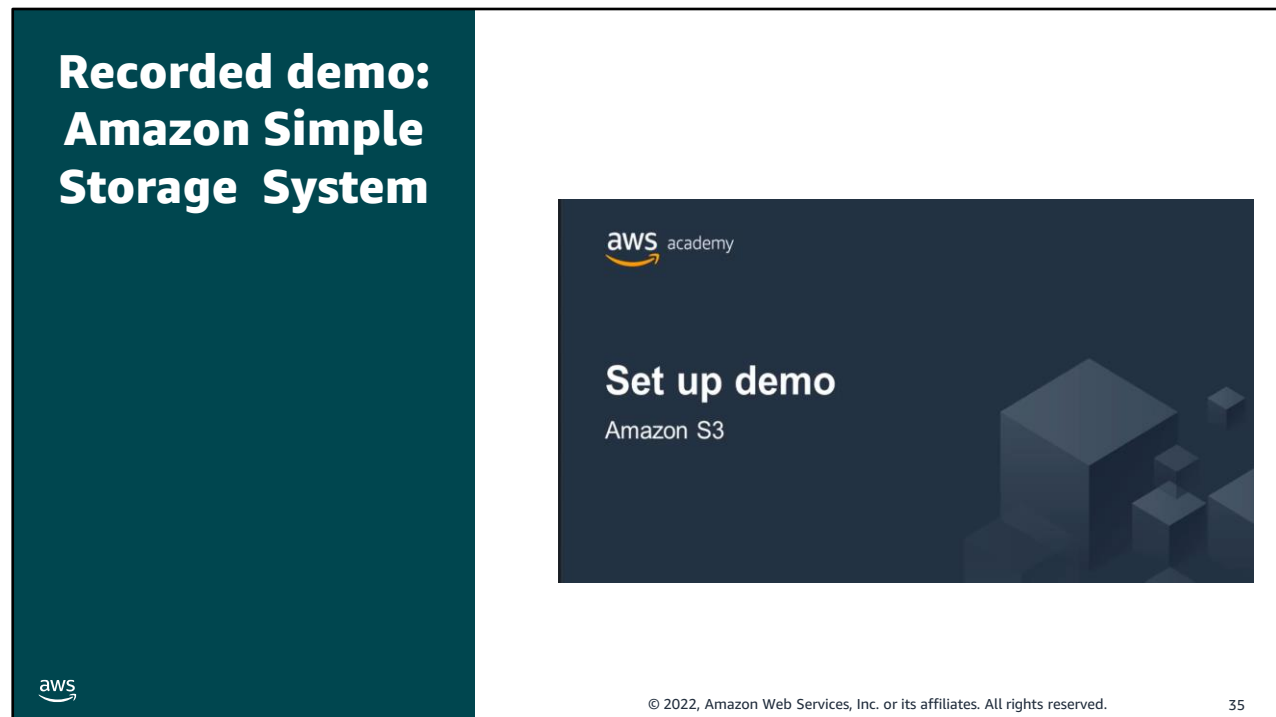 Recorded demo:
Amazon Simple
Storage System
aws academy
Set up demo
Amazon S3
aws
© 2022, Amazon Web Services, Inc. or its affiliates. All rights reserved.
35